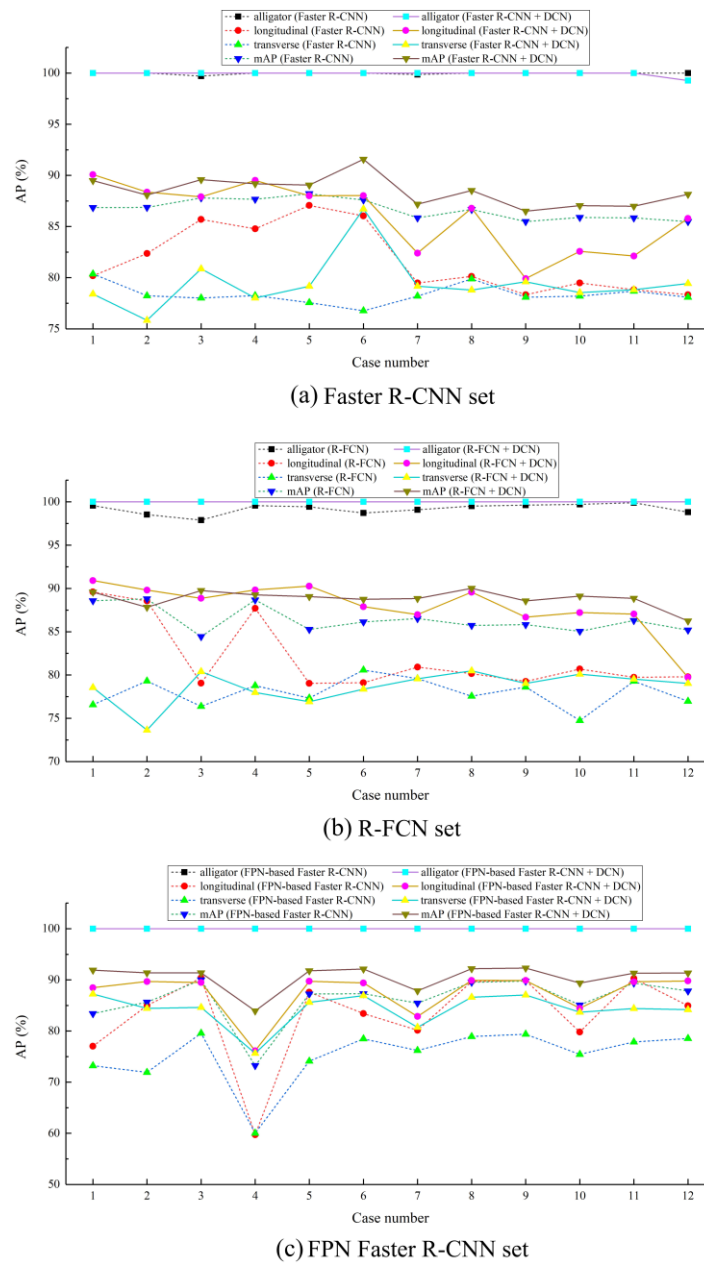 alligator (Faster R-CNN) alligator (Faster R-CNN + DCN)
longitudinal (Faster R-CNN) longitudinal (Faster R-CNN + DCN)
transverse (Faster R-CNN) transverse (Faster R-CNN + DCN)
mAP (Faster R-CNN) mAP (Faster R-CNN + DCN)
100
95
90
85
80
75
AP (%)
1 2 3 4 5 6 7 8 9 10 11 12
Case number
(a) Faster R-CNN set
alligator (R-FCN) alligator (R-FCN + DCN)
longitudinal (R-FCN) longitudinal (R-FCN + DCN)
transverse (R-FCN) transverse (R-FCN + DCN)
mAP (R-FCN) mAP (R-FCN + DCN)
100
95
90
85
80
75
70
AP (%)
1 2 3 4 5 6 7 8 9 10 11 12
Case number
(b) R-FCN set
alligator (FPN-based Faster R-CNN) alligator (FPN-based Faster R-CNN + DCN)
longitudinal (FPN-based Faster R-CNN) longitudinal (FPN-based Faster R-CNN + DCN)
transverse (FPN-based Faster R-CNN) transverse (FPN-based Faster R-CNN + DCN)
mAP (FPN-based Faster R-CNN) mAP (FPN-based Faster R-CNN + DCN)
100
90
80
70
60
50
AP (%)
1 2 3 4 5 6 7 8 9 10 11 12
Case number
(c) FPN Faster R-CNN set